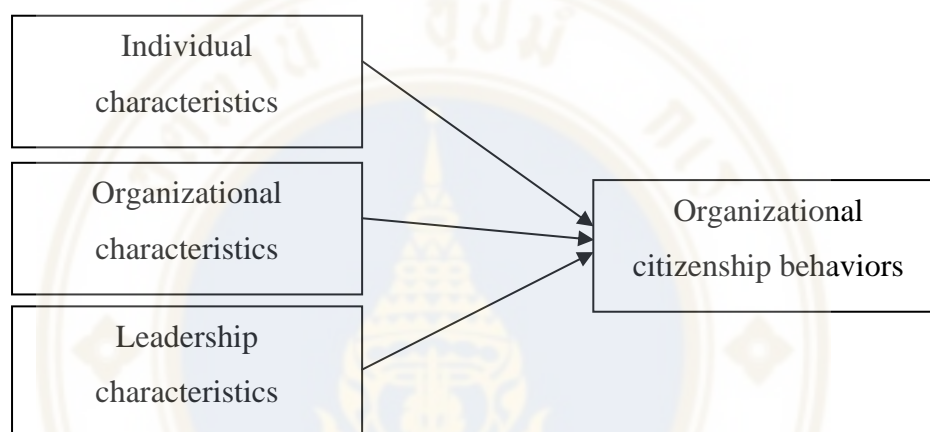 Individual
characteristics
Organizational
characteristics
Leadership
characteristics
Organizational
citizenship behaviors